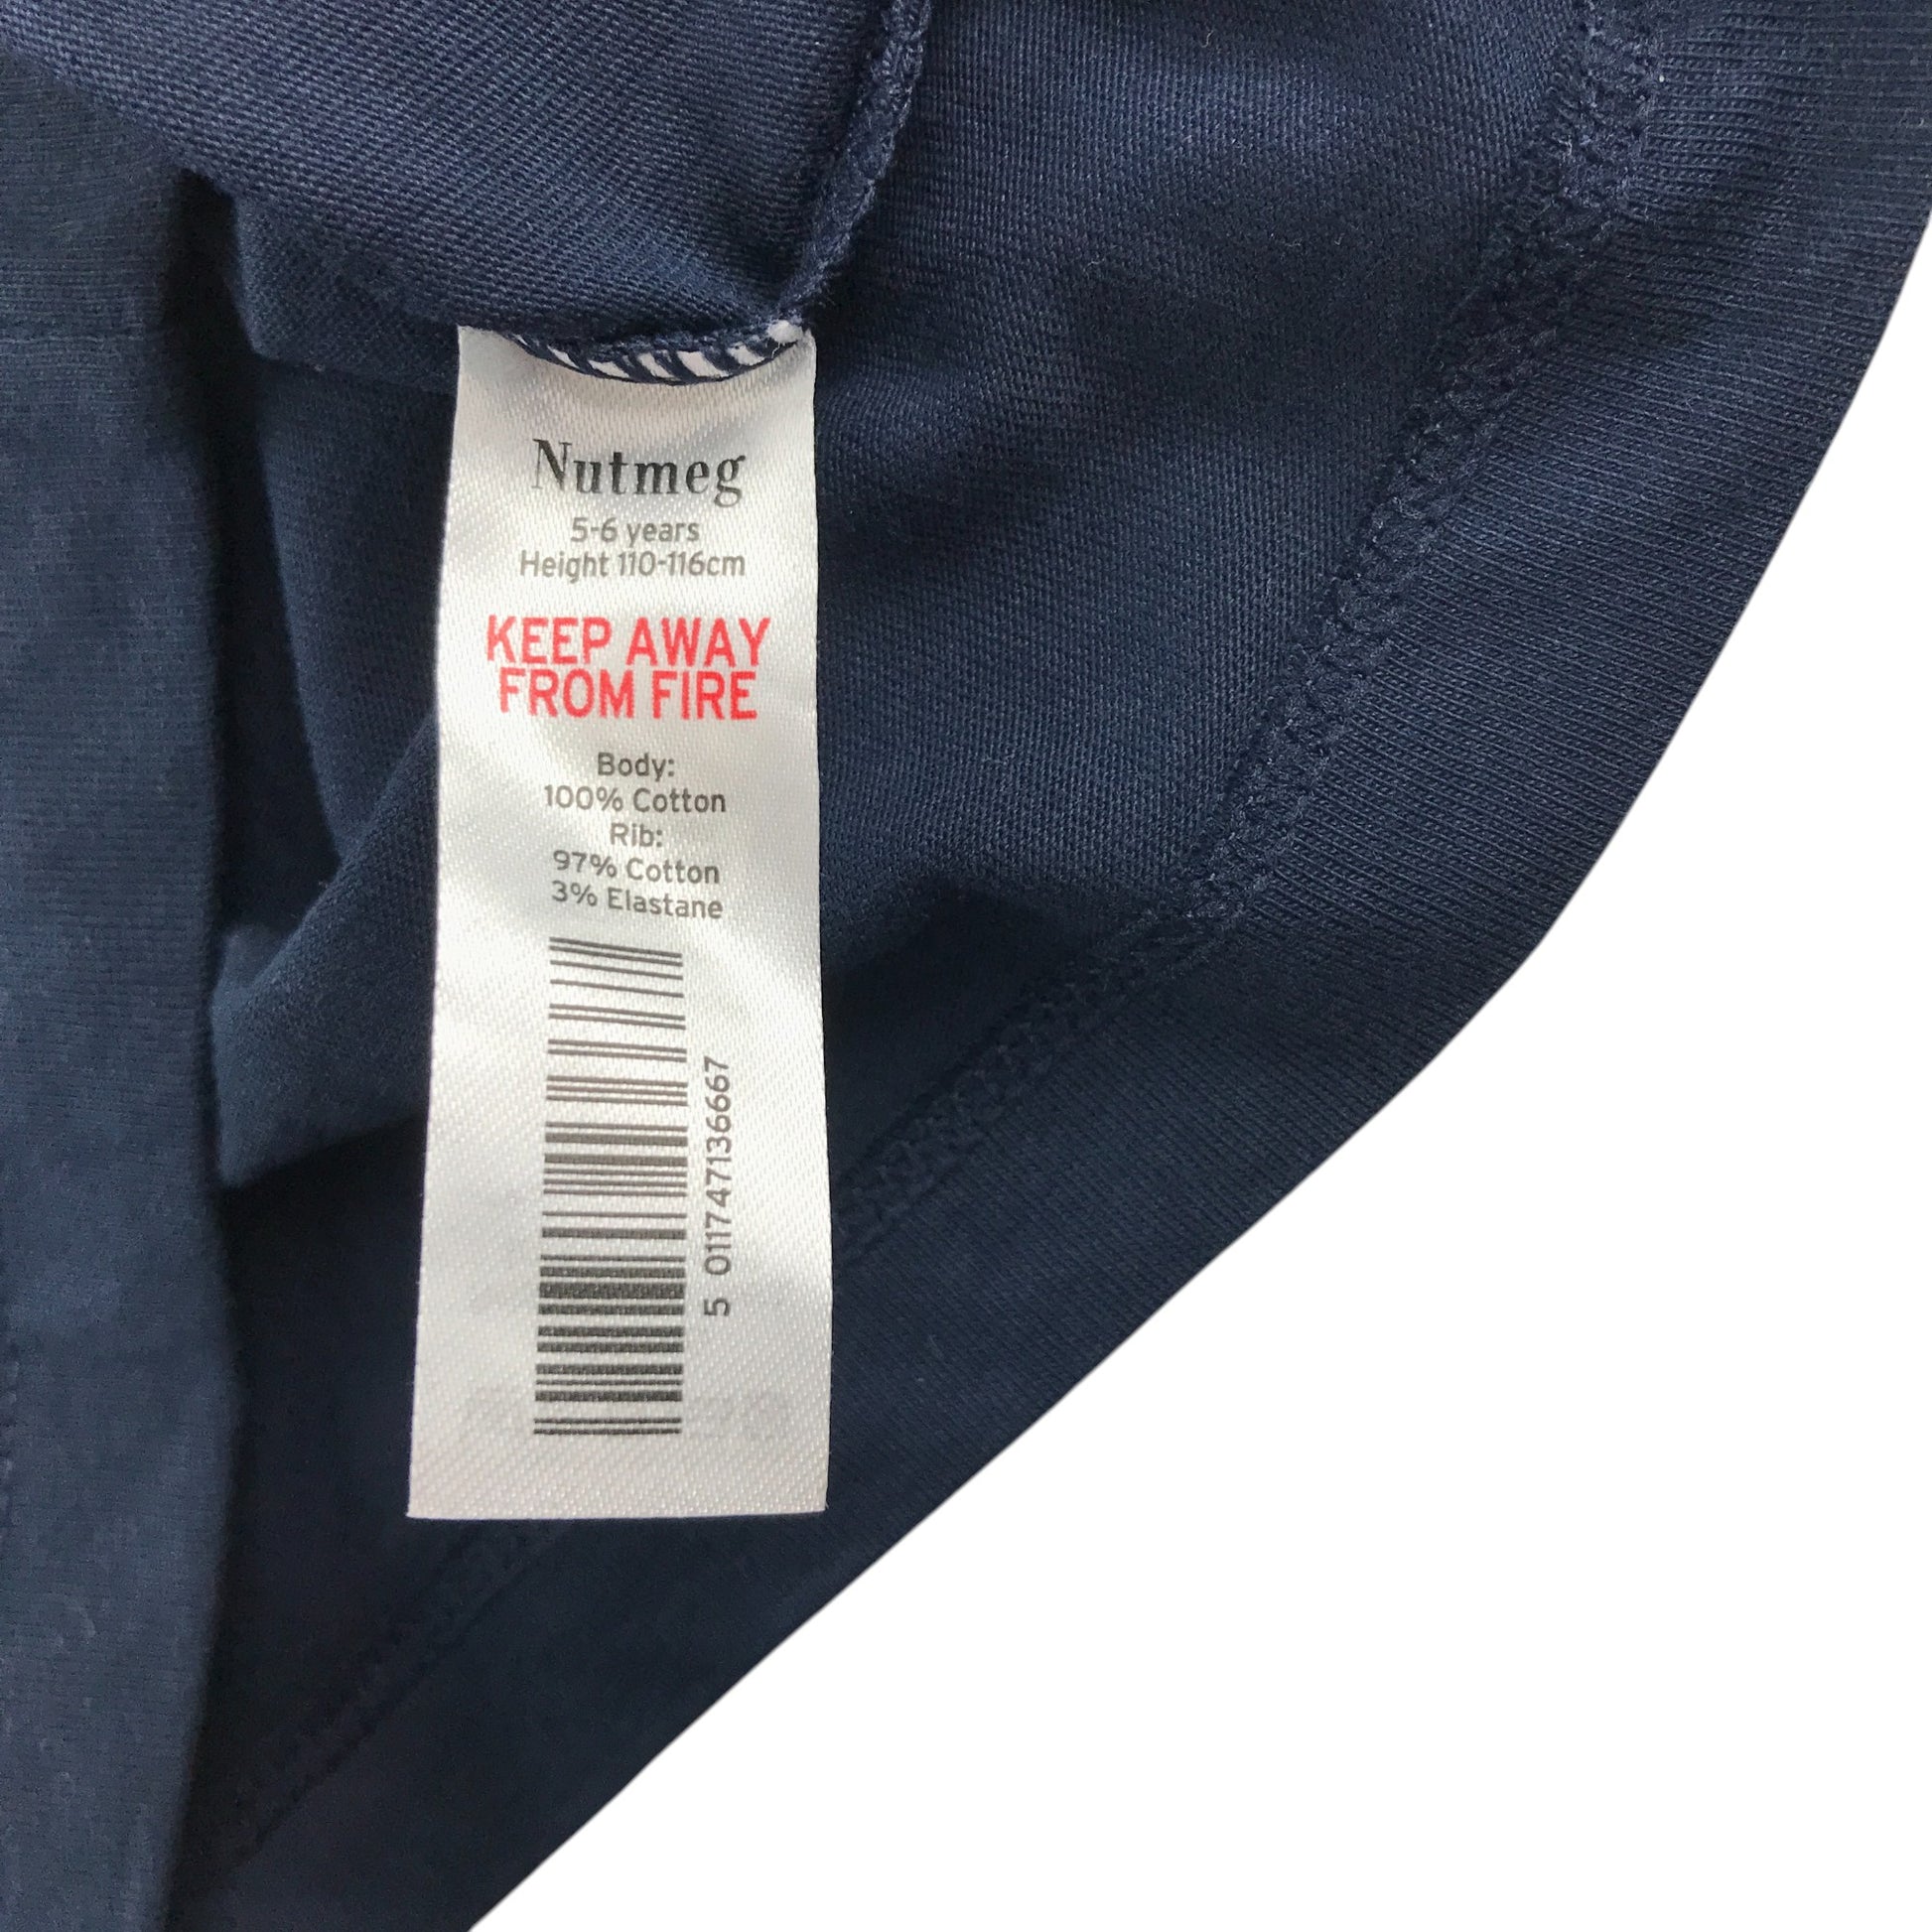 Nutmeg
5-6 years
Height 110-116cm
KEEP AWAY
FROM FIRE
Body:
100% Cotton
Rib:
97% Cotton
3% Elastane
5 011747136667